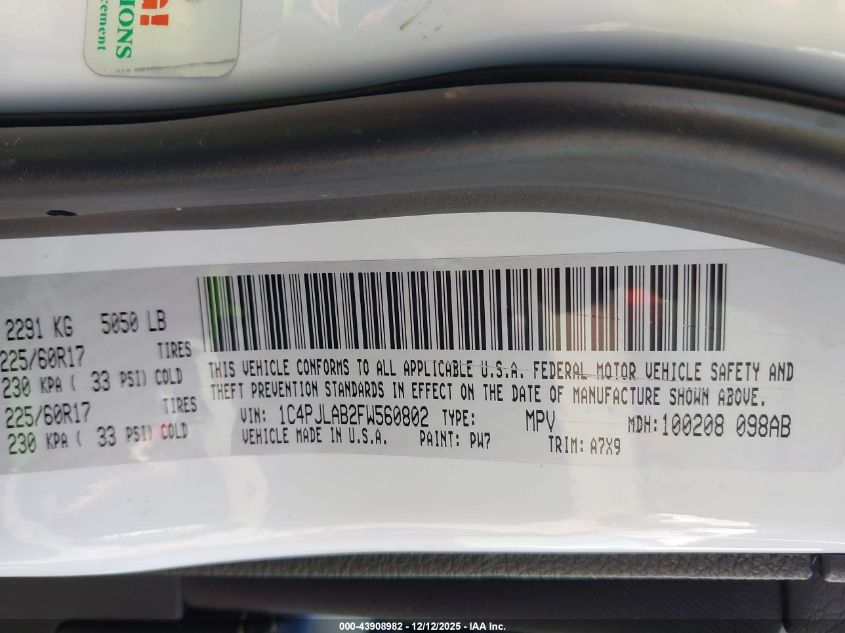 IONS
cement
2291 KG 5050 LB
225/60R17 TIRES
230 KPA ( 33 PSI) COLD
225/60R17 TIRES
230 KPA ( 33 PSI) COLD
THIS VEHICLE CONFORMS TO ALL APPLICABLE U.S.A. FEDERAL MOTOR VEHICLE SAFETY AND
THEFT PREVENTION STANDARDS IN EFFECT ON THE DATE OF MANUFACTURE SHOWN ABOVE.
VIN: 1C4PJLAB2FW560802 TYPE: MPV MDH:100208 098AB
VEHICLE MADE IN U.S.A. PAINT: PW7 TRIM: A7X9
000-43908982 - 12/12/2025 - IAA Inc.